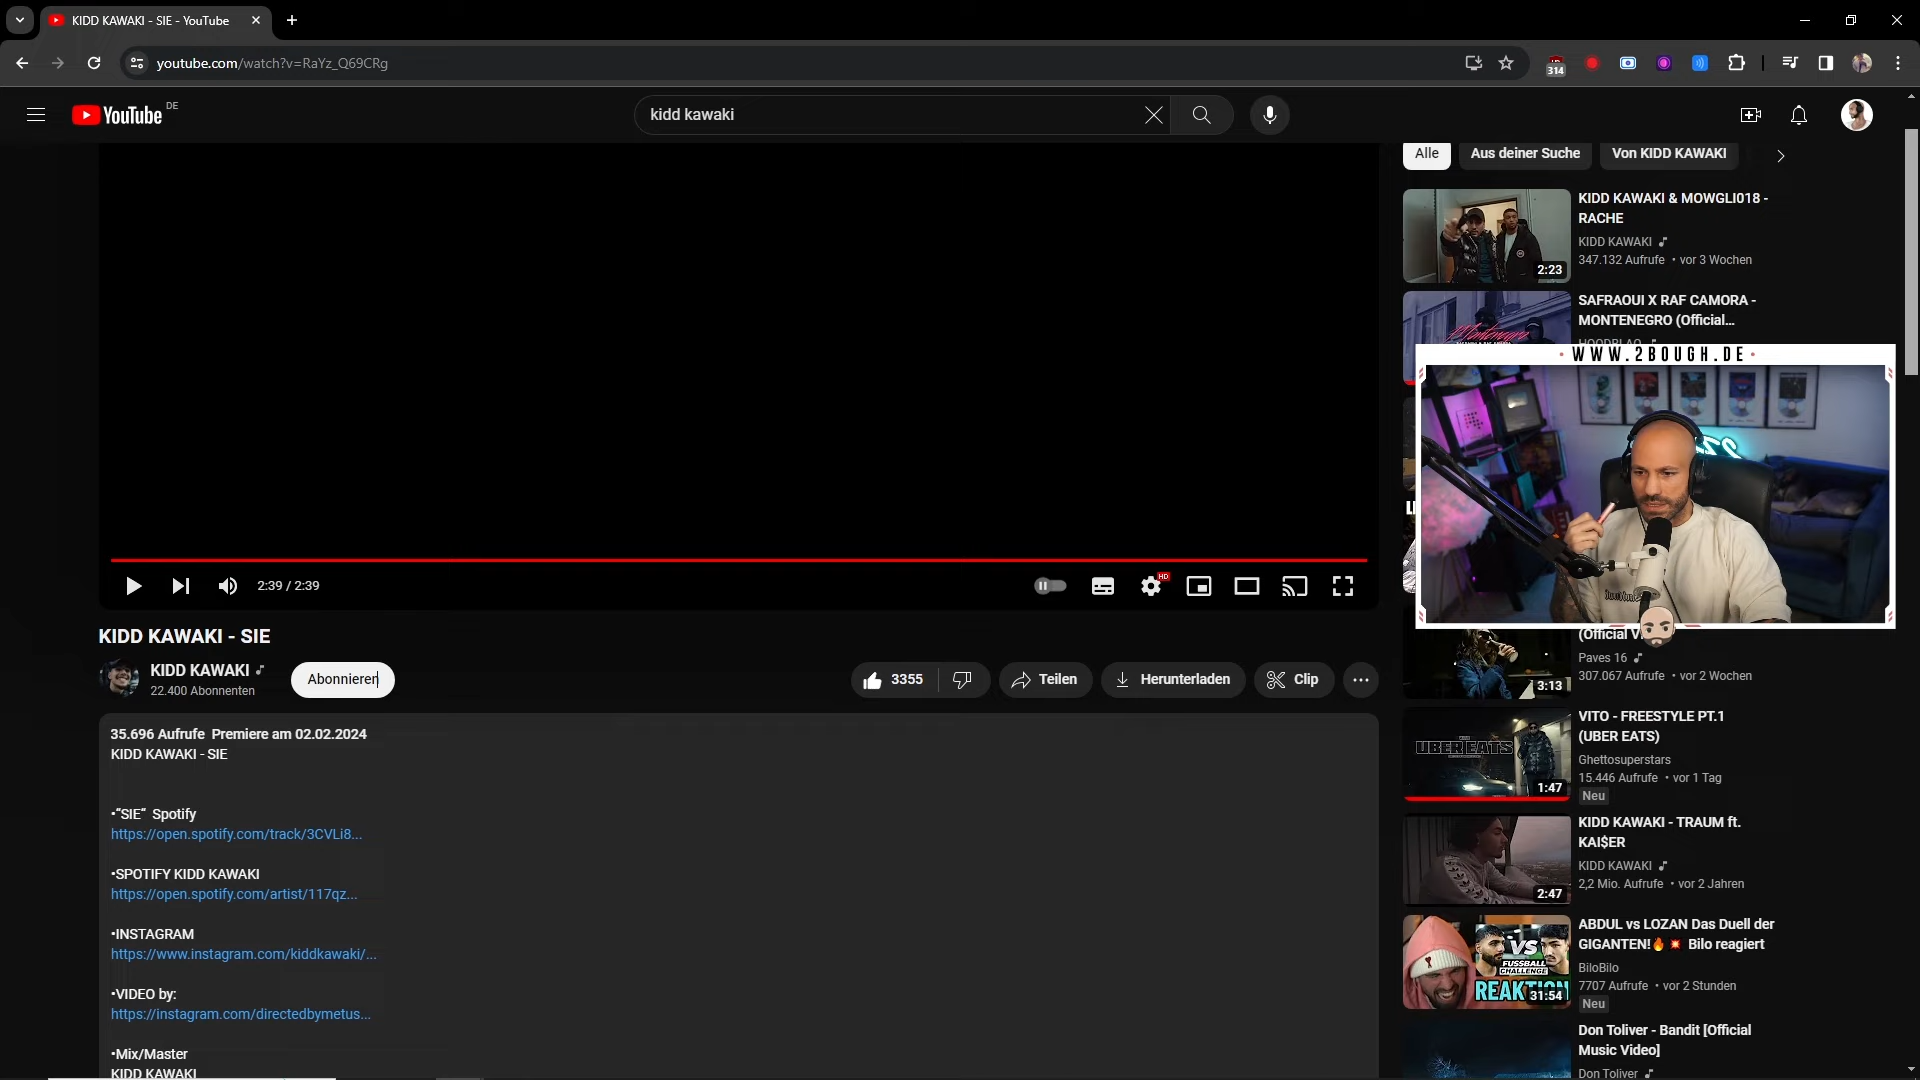 KIDD KAWAKI - SIE - YouTube
youtube.com/watch?v=RaYz_Q69CRg
314
YouTube DE
kidd kawaki
Alle
Aus deiner Suche
Von KIDD KAWAKI
2:39 / 2:39
HD
KIDD KAWAKI - SIE
KIDD KAWAKI
22.400 Abonnenten
Abonnieren
3355
Teilen
Herunterladen
Clip
35.696 Aufrufe Premiere am 02.02.2024
KIDD KAWAKI - SIE
•“SIE“ Spotify
https://open.spotify.com/track/3CVLi8...
•SPOTIFY KIDD KAWAKI
https://open.spotify.com/artist/117qz...
•INSTAGRAM
https://www.instagram.com/kiddkawaki/...
•VIDEO by:
https://instagram.com/directedbymetus...
•Mix/Master
KIDD KAWAKI
2:23
KIDD KAWAKI & MOWGLI018 -
RACHE
KIDD KAWAKI
347.132 Aufrufe • vor 3 Wochen
SAFRAOUI X RAF CAMORA -
MONTENEGRO (Official...
HOODBLAQ
WWW.2BOUGH.DE
3:13
Paves 16
307.067 Aufrufe • vor 2 Wochen
UBER EATS
1:47
VITO - FREESTYLE PT.1
(UBER EATS)
Ghettosuperstars
15.446 Aufrufe • vor 1 Tag
Neu
2:47
KIDD KAWAKI - TRAUM ft.
KAI$ER
KIDD KAWAKI
2,2 Mio. Aufrufe • vor 2 Jahren
VS
FUSSBALL
CHALLENGE
REAKTION
31:54
ABDUL vs LOZAN Das Duell der
GIGANTEN!🔥💥 Bilo reagiert
BiloBilo
7707 Aufrufe • vor 2 Stunden
Neu
Don Toliver - Bandit [Official
Music Video]
Don Toliver